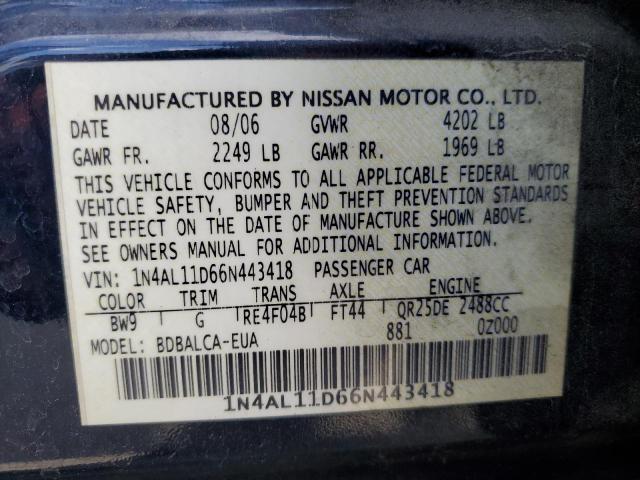 MANUFACTURED BY NISSAN MOTOR CO., LTD.
DATE 08/06 GVWR 4202 LB
GAWR FR. 2249 LB GAWR RR. 1969 LB
THIS VEHICLE CONFORMS TO ALL APPLICABLE FEDERAL MOTOR
VEHICLE SAFETY, BUMPER AND THEFT PREVENTION STANDARDS
IN EFFECT ON THE DATE OF MANUFACTURE SHOWN ABOVE.
SEE OWNERS MANUAL FOR ADDITIONAL INFORMATION.
VIN: 1N4AL11D66N443418 PASSENGER CAR
COLOR TRIM TRANS AXLE ENGINE
BW9 G RE4F04B FT44 QR25DE 2488CC
MODEL: BDBALCA-EUA 881 0Z000
1N4AL11D66N443418